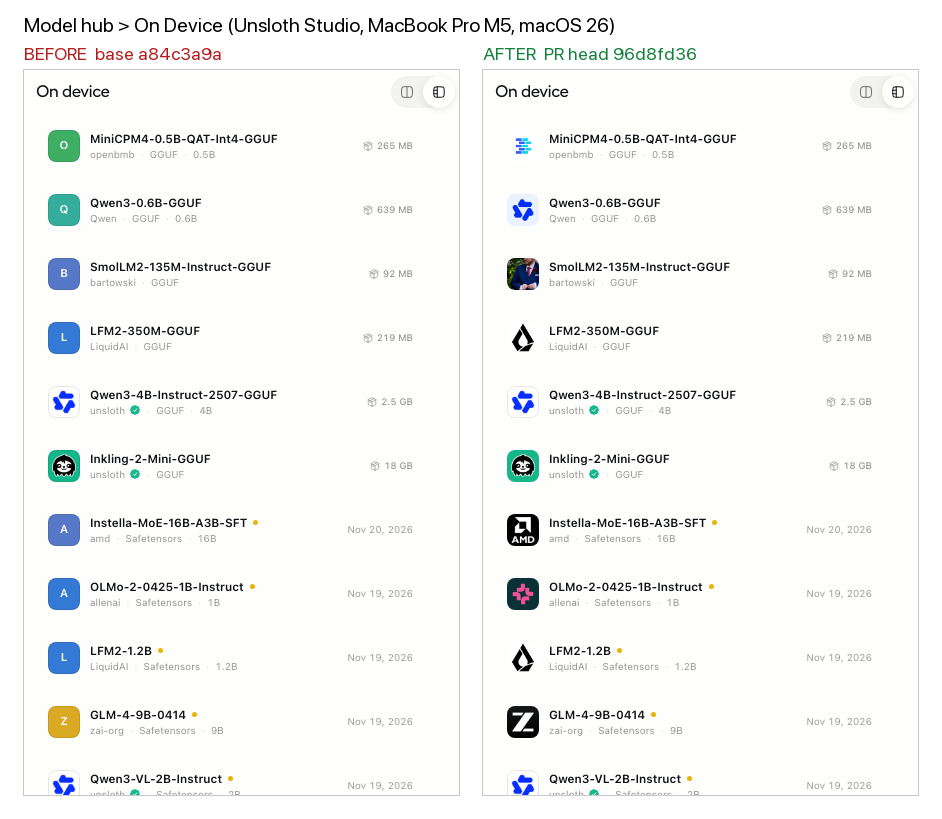 Model hub > On Device (Unsloth Studio, MacBook Pro M5, macOS 26)
BEFORE base a84c3a9a
On device
O MiniCPM4-0.5B-QAT-Int4-GGUF 265 MB
openbmb · GGUF · 0.5B
Q Qwen3-0.6B-GGUF 639 MB
Qwen · GGUF · 0.6B
B SmolLM2-135M-Instruct-GGUF 92 MB
bartowski · GGUF
L LFM2-350M-GGUF 219 MB
LiquidAI · GGUF
Qwen3-4B-Instruct-2507-GGUF 2.5 GB
unsloth · GGUF · 4B
Inkling-2-Mini-GGUF 18 GB
unsloth · GGUF
A Instella-MoE-16B-A3B-SFT Nov 20, 2026
amd · Safetensors · 16B
A OLMo-2-0425-1B-Instruct Nov 19, 2026
allenai · Safetensors · 1B
L LFM2-1.2B Nov 19, 2026
LiquidAI · Safetensors · 1.2B
Z GLM-4-9B-0414 Nov 19, 2026
zai-org · Safetensors · 9B
Qwen3-VL-2B-Instruct Nov 19, 2026
unsloth · Safetensors · 2B
AFTER PR head 96d8fd36
On device
MiniCPM4-0.5B-QAT-Int4-GGUF 265 MB
openbmb · GGUF · 0.5B
Qwen3-0.6B-GGUF 639 MB
Qwen · GGUF · 0.6B
SmolLM2-135M-Instruct-GGUF 92 MB
bartowski · GGUF
LFM2-350M-GGUF 219 MB
LiquidAI · GGUF
Qwen3-4B-Instruct-2507-GGUF 2.5 GB
unsloth · GGUF · 4B
Inkling-2-Mini-GGUF 18 GB
unsloth · GGUF
AMD Instella-MoE-16B-A3B-SFT Nov 20, 2026
amd · Safetensors · 16B
OLMo-2-0425-1B-Instruct Nov 19, 2026
allenai · Safetensors · 1B
LFM2-1.2B Nov 19, 2026
LiquidAI · Safetensors · 1.2B
Z GLM-4-9B-0414 Nov 19, 2026
zai-org · Safetensors · 9B
Qwen3-VL-2B-Instruct Nov 19, 2026
unsloth · Safetensors · 2B